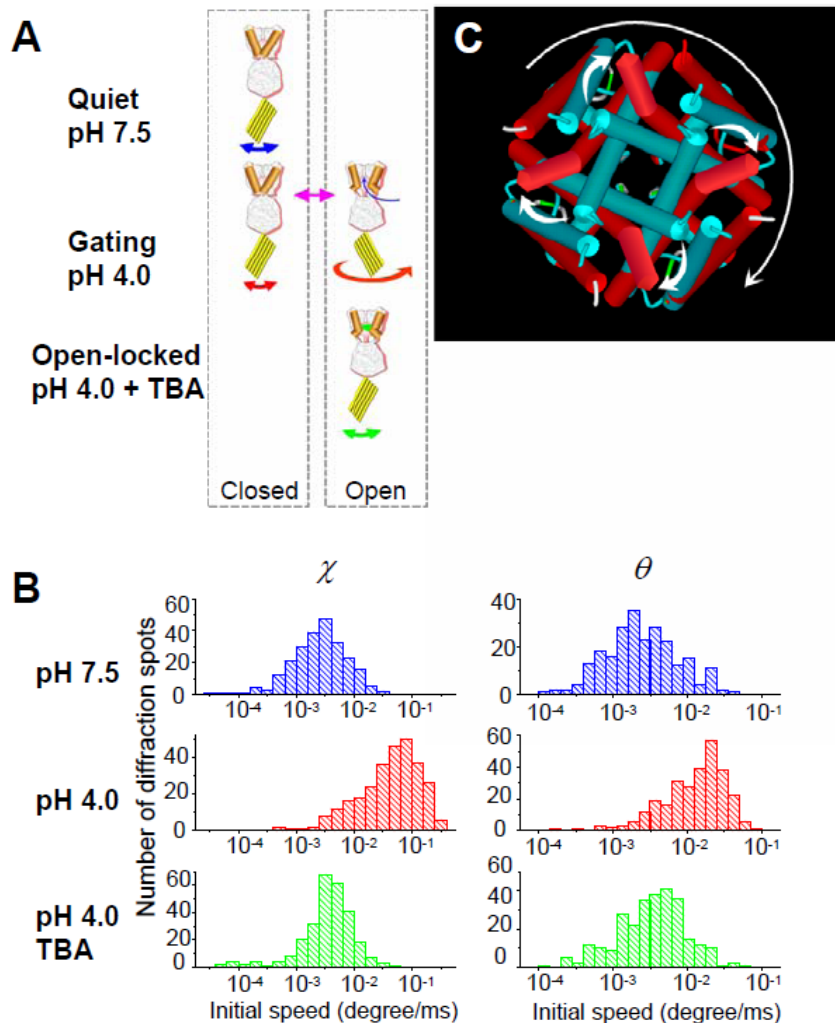 A
Quiet
pH 7.5
Gating
pH 4.0
Open-locked
pH 4.0 + TBA
Closed
Open
C
B
χ
θ
Number of diffraction spots
pH 7.5
60
40
20
0
10⁻⁴ 10⁻³ 10⁻² 10⁻¹
40
20
0
10⁻⁴ 10⁻³ 10⁻² 10⁻¹
pH 4.0
40
20
0
10⁻⁴ 10⁻³ 10⁻² 10⁻¹
60
40
20
0
10⁻⁴ 10⁻³ 10⁻² 10⁻¹
pH 4.0
TBA
60
40
20
0
10⁻⁴ 10⁻³ 10⁻² 10⁻¹
Initial speed (degree/ms)
60
40
20
0
10⁻⁴ 10⁻³ 10⁻² 10⁻¹
Initial speed (degree/ms)